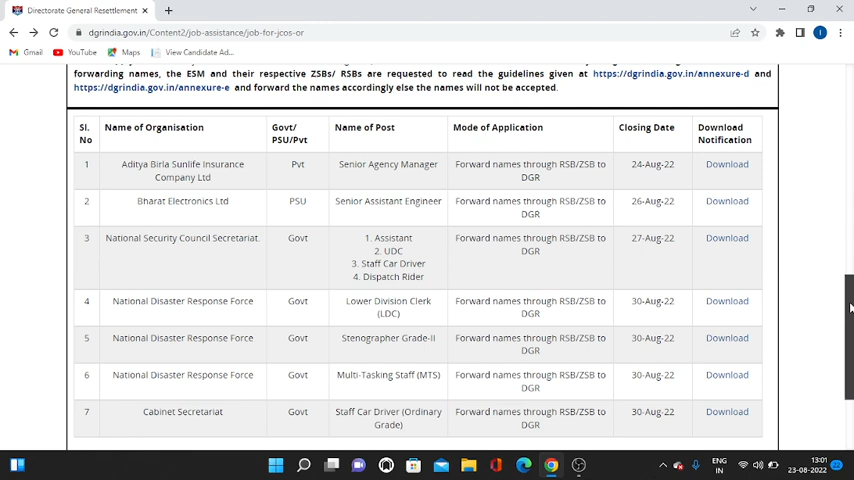 Directorate General Resettlement
dgrindia.gov.in/Content2/job-assistance/job-for-jcos-or
Gmail YouTube Maps View Candidate Ad...
forwarding names, the ESM and their respective ZSBs/ RSBs are requested to read the guidelines given at https://dgrindia.gov.in/annexure-d and
https://dgrindia.gov.in/annexure-e and forward the names accordingly else the names will not be accepted.
Sl. No Name of Organisation Govt/ PSU/Pvt Name of Post Mode of Application Closing Date Download Notification
1 Aditya Birla Sunlife Insurance Company Ltd Pvt Senior Agency Manager Forward names through RSB/ZSB to DGR 24-Aug-22 Download
2 Bharat Electronics Ltd PSU Senior Assistant Engineer Forward names through RSB/ZSB to DGR 26-Aug-22 Download
3 National Security Council Secretariat. Govt 1. Assistant 2. UDC 3. Staff Car Driver 4. Dispatch Rider Forward names through RSB/ZSB to DGR 27-Aug-22 Download
4 National Disaster Response Force Govt Lower Division Clerk (LDC) Forward names through RSB/ZSB to DGR 30-Aug-22 Download
5 National Disaster Response Force Govt Stenographer Grade-II Forward names through RSB/ZSB to DGR 30-Aug-22 Download
6 National Disaster Response Force Govt Multi-Tasking Staff (MTS) Forward names through RSB/ZSB to DGR 30-Aug-22 Download
7 Cabinet Secretariat Govt Staff Car Driver (Ordinary Grade) Forward names through RSB/ZSB to DGR 30-Aug-22 Download
ENG
IN
13:01
23-08-2022